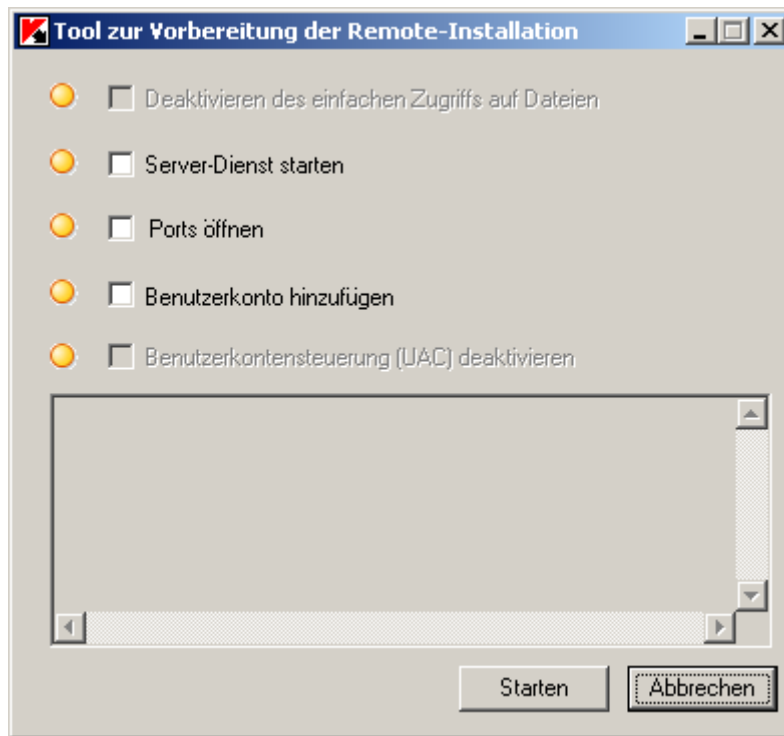 Tool zur Vorbereitung der Remote-Installation
Deaktivieren des einfachen Zugriffs auf Dateien
Server-Dienst starten
Ports öffnen
Benutzerkonto hinzufügen
Benutzerkontensteuerung (UAC) deaktivieren
Starten
Abbrechen